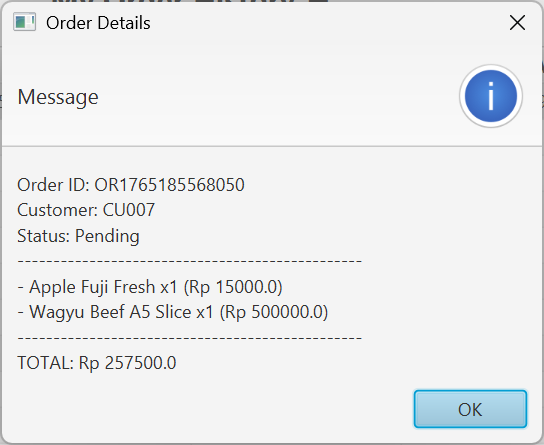 Order Details
Message
Order ID: OR1765185568050
Customer: CU007
Status: Pending
------------------------------------------------
- Apple Fuji Fresh x1 (Rp 15000.0)
- Wagyu Beef A5 Slice x1 (Rp 500000.0)
------------------------------------------------
TOTAL: Rp 257500.0
OK